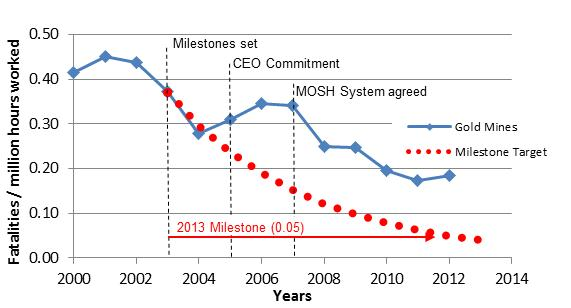 0.50
0.40
0.30
0.20
0.10
0.00
Fatalities / million hours worked
Milestones set
CEO Commitment
MOSH System agreed
Gold Mines
Milestone Target
2013 Milestone (0.05)
2000 2002 2004 2006 2008 2010 2012 2014
Years